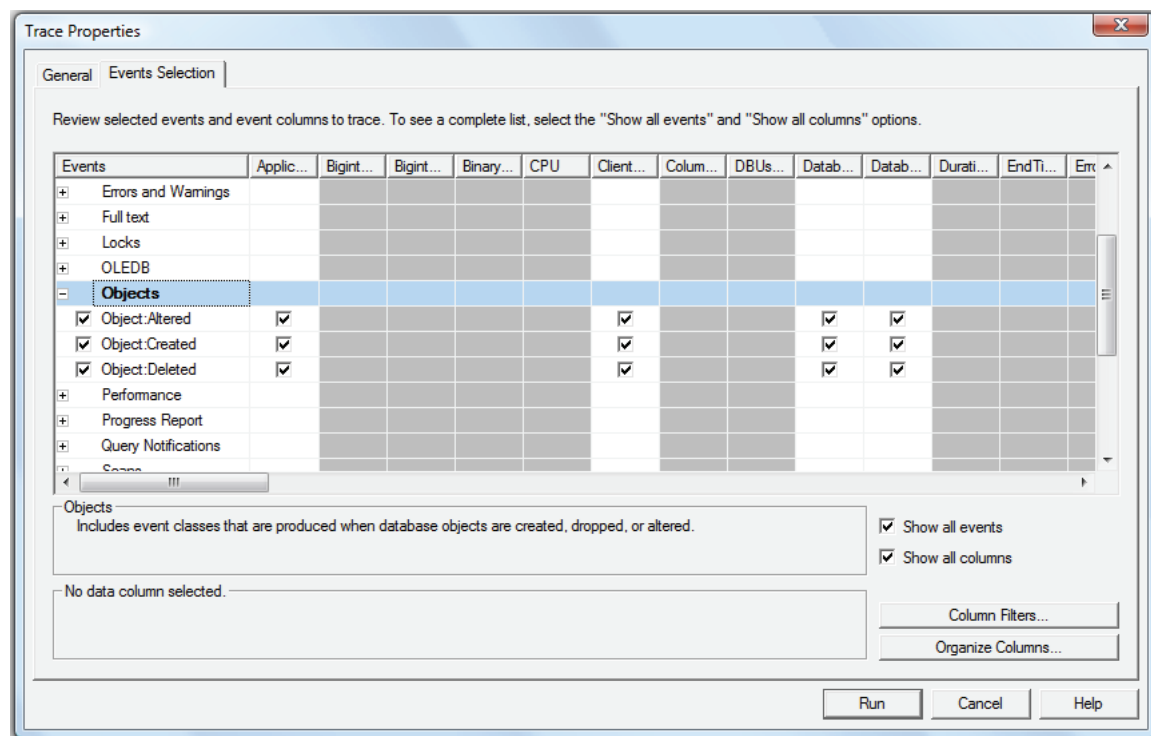 Trace Properties
General Events Selection
Review selected events and event columns to trace. To see a complete list, select the "Show all events" and "Show all columns" options.
Events Applic... Bigint... Bigint... Binary... CPU Client... Colum... DBUs... Datab... Datab... Durati... EndTi... Erro
Errors and Warnings
Full text
Locks
OLEDB
Objects
Object:Altered
Object:Created
Object:Deleted
Performance
Progress Report
Query Notifications
Scans
Objects
Includes event classes that are produced when database objects are created, dropped, or altered.
Show all events
Show all columns
No data column selected.
Column Filters...
Organize Columns...
Run Cancel Help